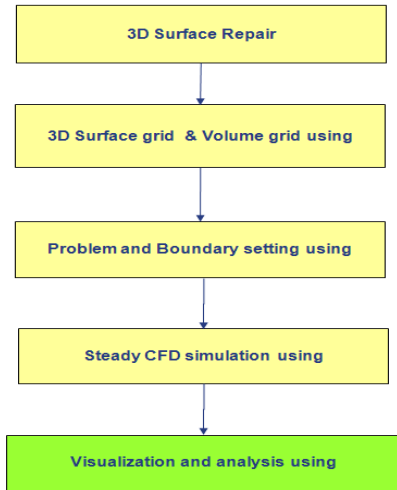 3D Surface Repair
3D Surface grid & Volume grid using
Problem and Boundary setting using
Steady CFD simulation using
Visualization and analysis using